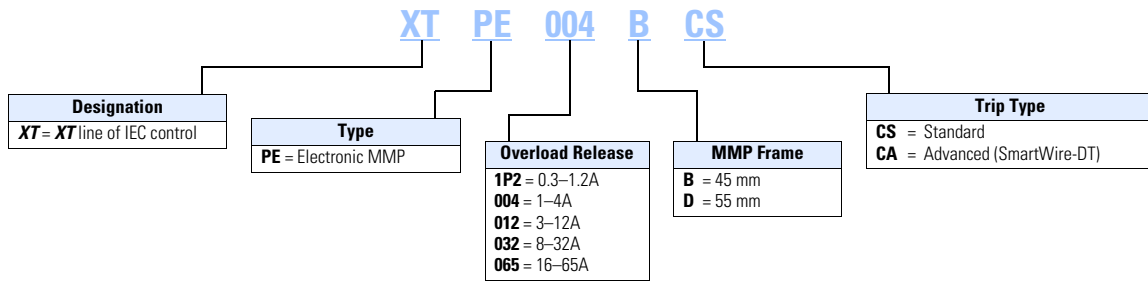 XT PE 004 B CS
Designation
XT = XT line of IEC control
Type
PE = Electronic MMP
Overload Release
1P2 = 0.3–1.2A
004 = 1–4A
012 = 3–12A
032 = 8–32A
065 = 16–65A
MMP Frame
B = 45 mm
D = 55 mm
Trip Type
CS = Standard
CA = Advanced (SmartWire-DT)